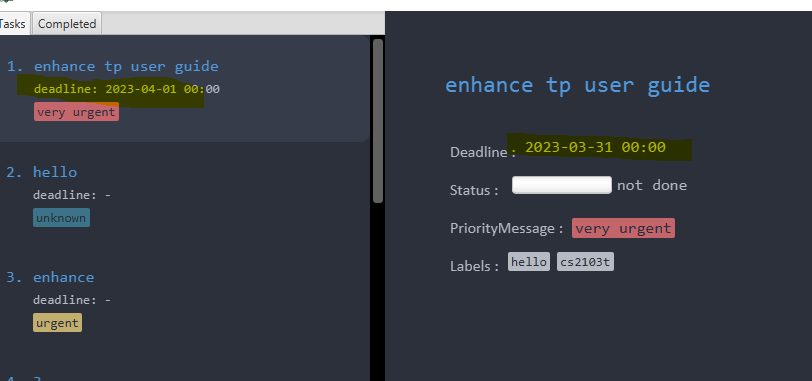 Tasks
Completed
1. enhance tp user guide
deadline: 2023-04-01 00:00
very urgent
2. hello
deadline: -
unknown
3. enhance
deadline: -
urgent
enhance tp user guide
Deadline : 2023-03-31 00:00
Status : not done
PriorityMessage : very urgent
Labels : hello cs2103t